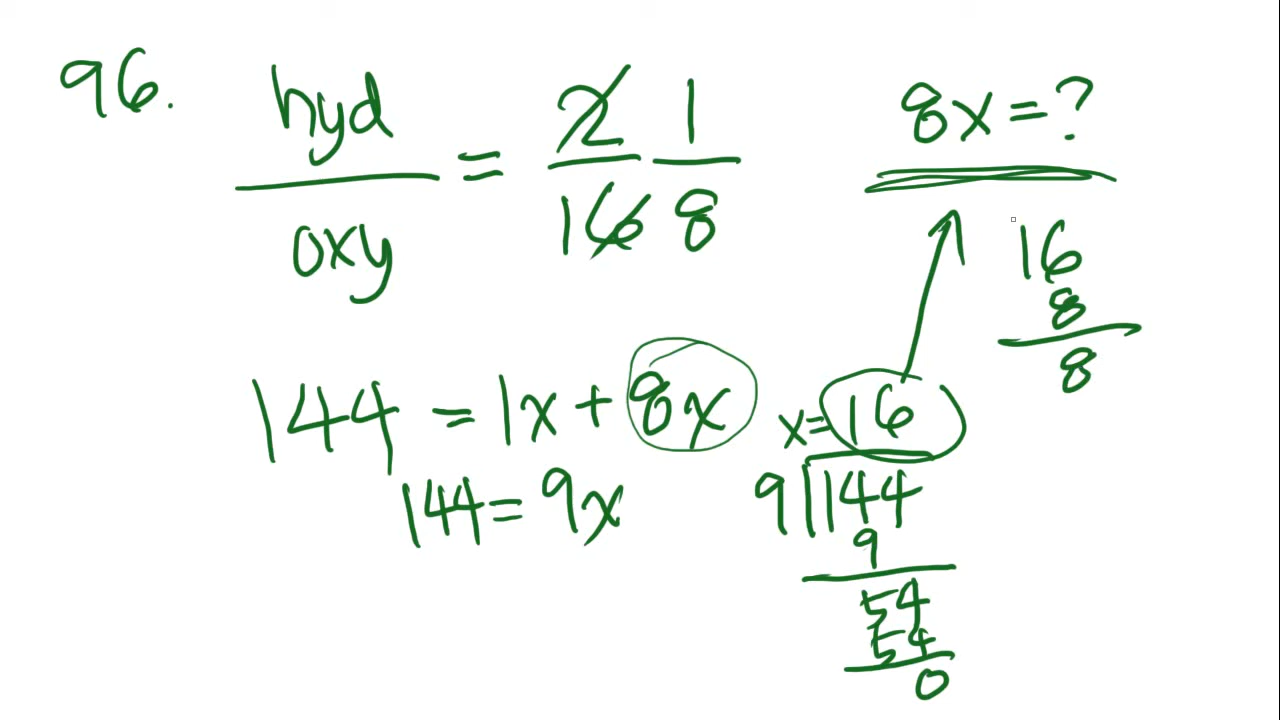 96.
hyd / oxy = 2/16 1/8
8x = ?
16
8
8
144 = 1x + 8x
x = 16
144 = 9x
9 144
9
54
54
0